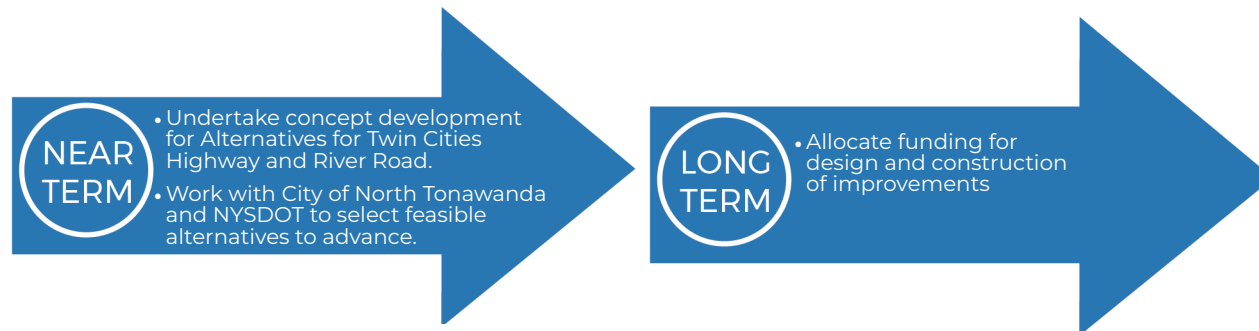 NEAR
TERM
• Undertake concept development
for Alternatives for Twin Cities
Highway and River Road.
• Work with City of North Tonawanda
and NYSDOT to select feasible
alternatives to advance.
LONG
TERM
• Allocate funding for
design and construction
of improvements